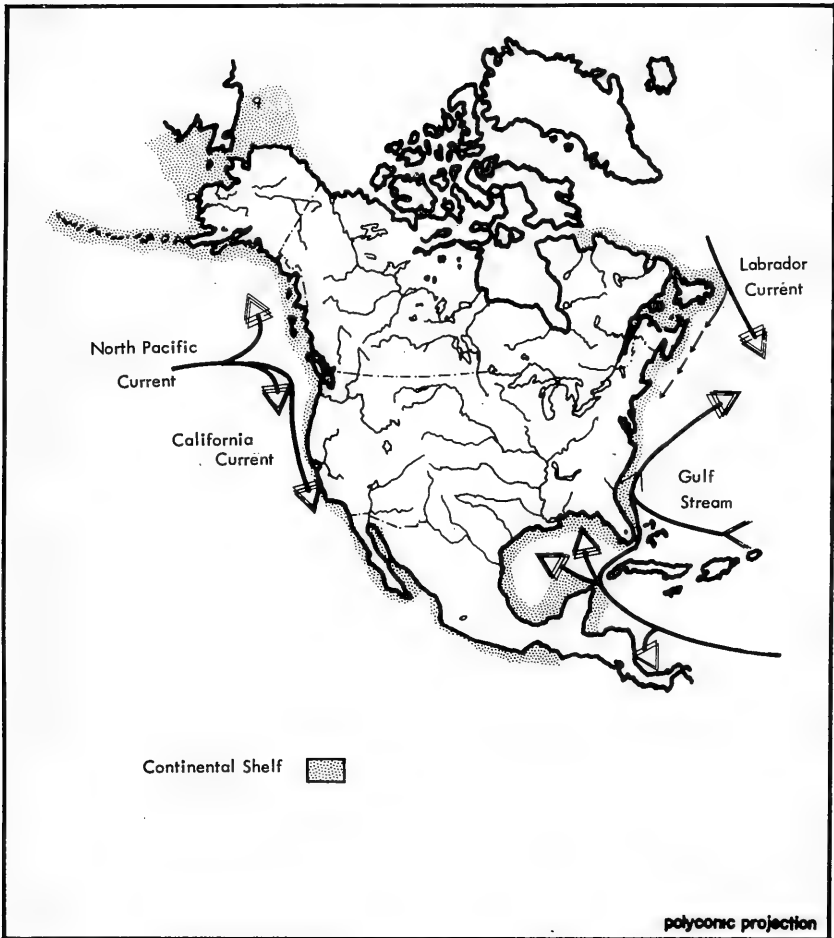 Labrador
Current
North Pacific
Current
California
Current
Gulf
Stream
Continental Shelf
polyconic projection